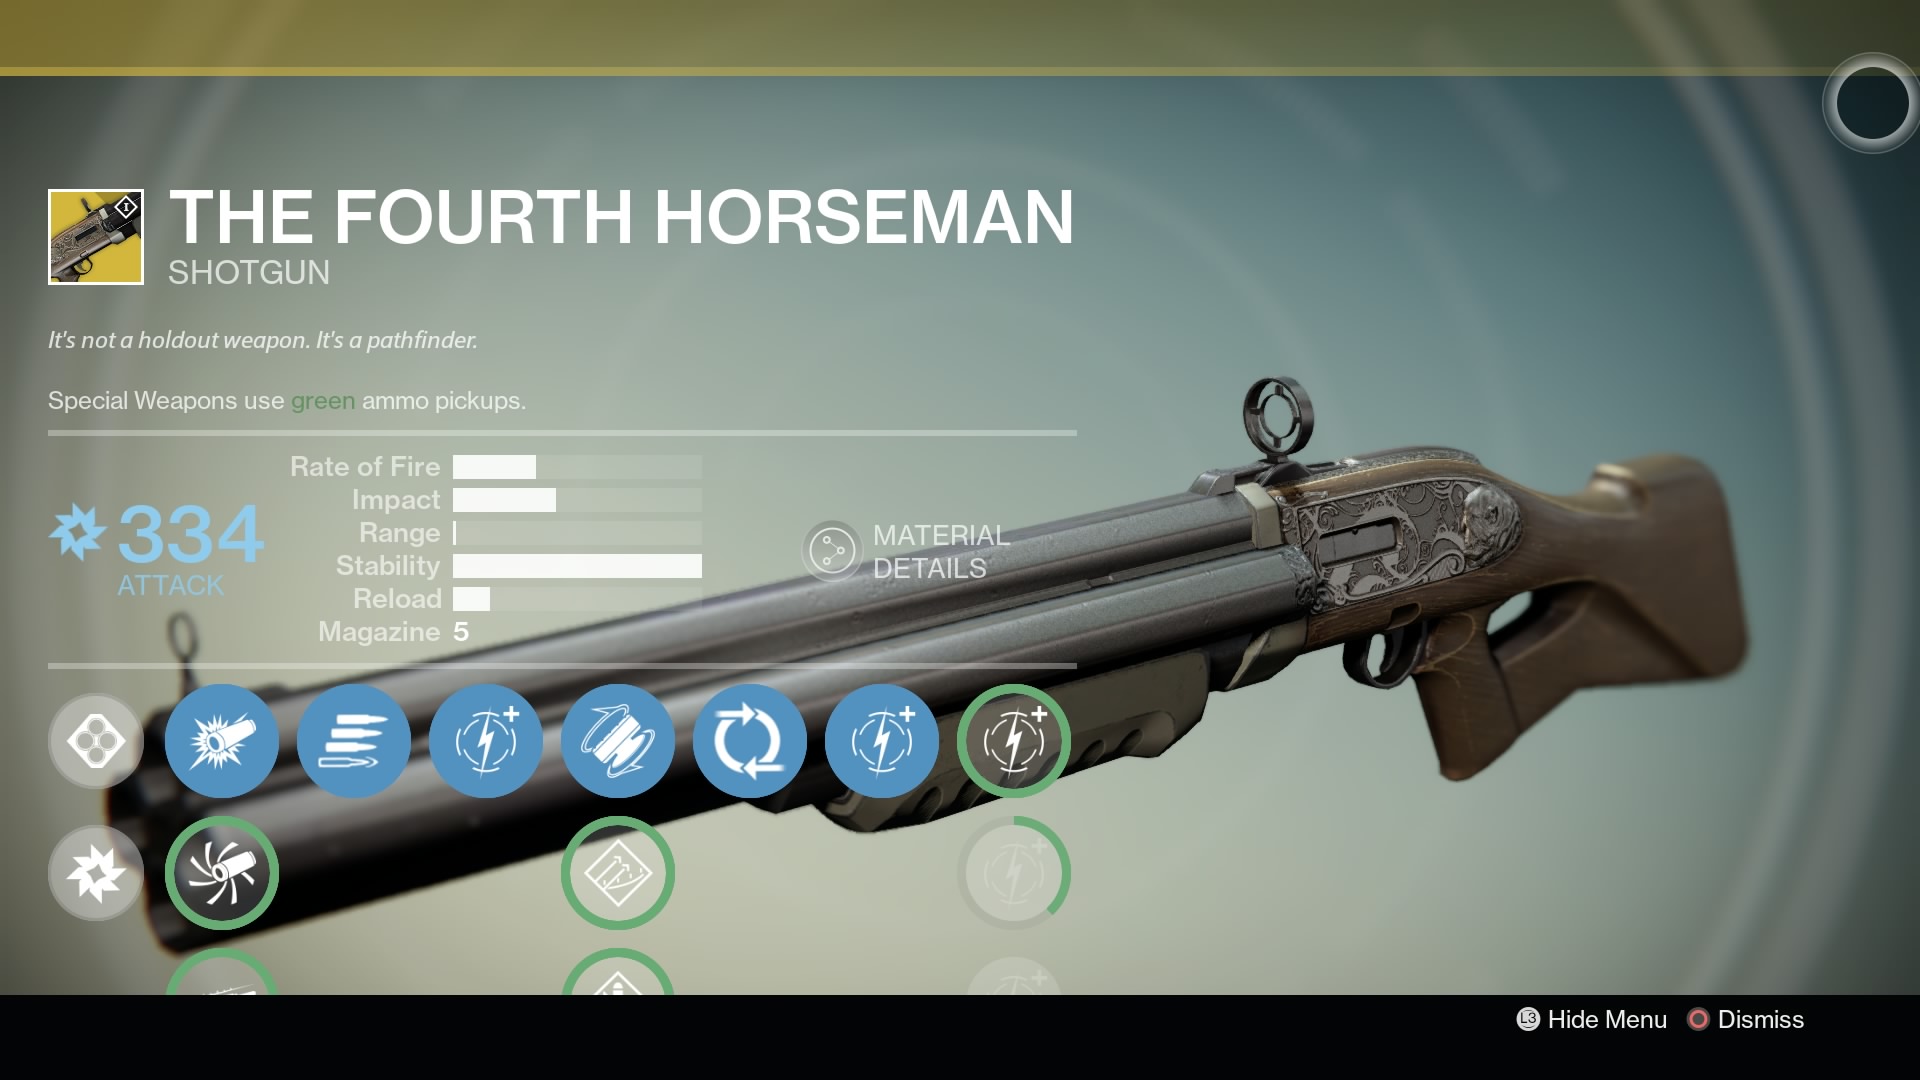 THE FOURTH HORSEMAN
SHOTGUN
It's not a holdout weapon. It's a pathfinder.
Special Weapons use green ammo pickups.
334
ATTACK
Rate of Fire
Impact
Range
Stability
Reload
Magazine 5
MATERIAL
DETAILS
L3 Hide Menu Dismiss